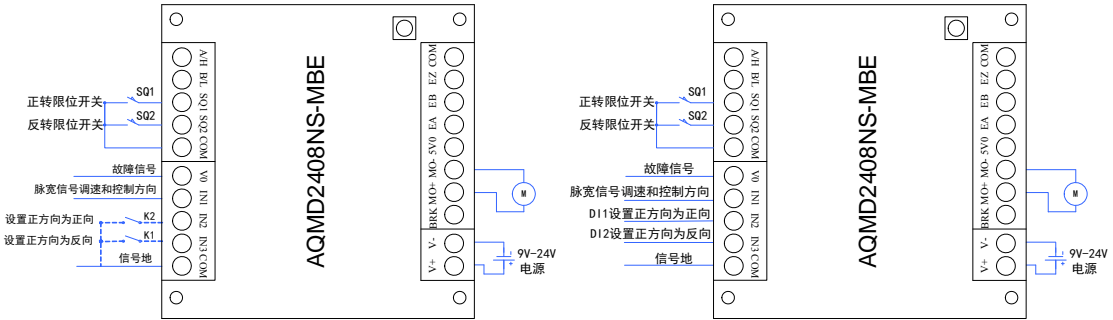 A/H
B/L
SQ1
SQ2
COM
V0
IN1
IN2
IN3
COM
正转限位开关
SQ1
反转限位开关
SQ2
故障信号
脉宽信号调速和控制方向
设置正方向为正向
K2
设置正方向为反向
K1
信号地
AQMD2408NS-MBE
COM
EZ
EB
EA
5V0
MO-
MO+
BRK
V-
V+
M
9V-24V
电源
A/H
B/L
SQ1
SQ2
COM
V0
IN1
IN2
IN3
COM
正转限位开关
SQ1
反转限位开关
SQ2
故障信号
脉宽信号调速和控制方向
DI1设置正方向为正向
DI2设置正方向为反向
信号地
AQMD2408NS-MBE
COM
EZ
EB
EA
5V0
MO-
MO+
BRK
V-
V+
M
9V-24V
电源